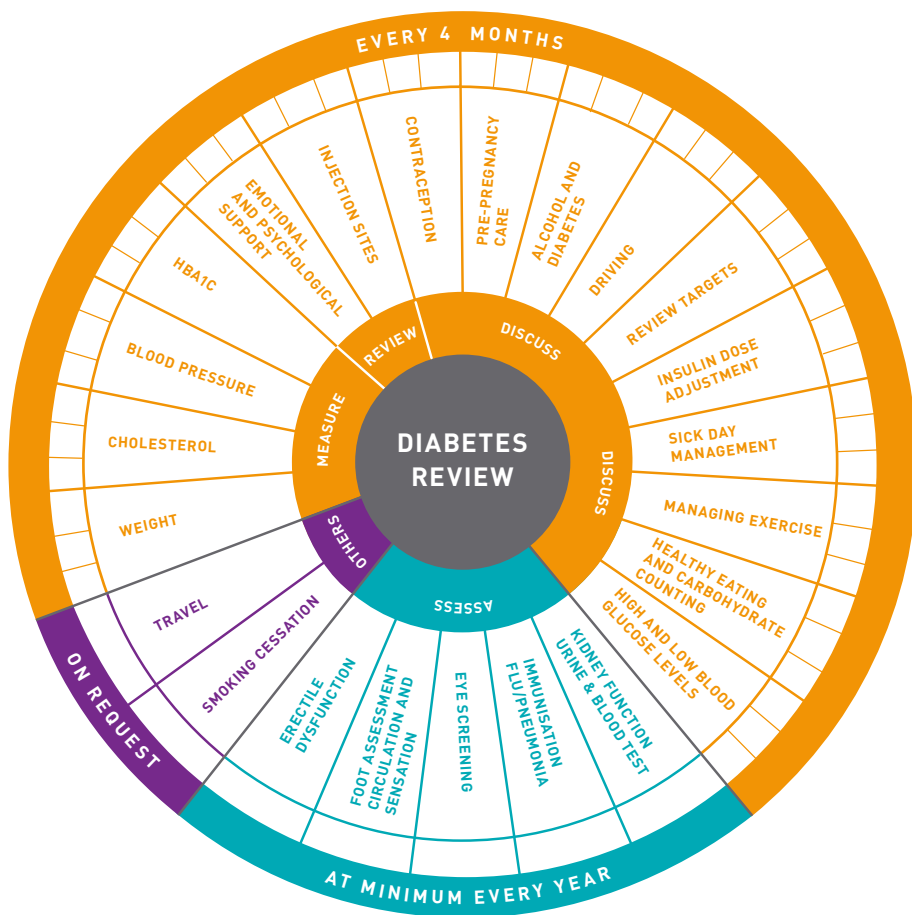 EVERY 4 MONTHS
CONTRACEPTION
PRE-PREGNANCY
CARE
ALCOHOL AND
DIABETES
DRIVING
REVIEW TARGETS
INSULIN DOSE
ADJUSTMENT
SICK DAY
MANAGEMENT
MANAGING EXERCISE
HEALTHY EATING
AND CARBOHYDRATE
COUNTING
HIGH AND LOW BLOOD
GLUCOSE LEVELS
KIDNEY FUNCTION
URINE & BLOOD TEST
IMMUNISATION
FLU/PNEUMONIA
EYE SCREENING
FOOT ASSESSMENT
CIRCULATION AND
SENSATION
ERECTILE
DYSFUNCTION
SMOKING CESSATION
TRAVEL
WEIGHT
CHOLESTEROL
BLOOD PRESSURE
HBA1C
EMOTIONAL
AND PSYCHOLOGICAL
SUPPORT
INJECTION SITES
REVIEW
DISCUSS
DISCUSS
ASSESS
OTHERS
MEASURE
DIABETES
REVIEW
ON REQUEST
AT MINIMUM EVERY YEAR